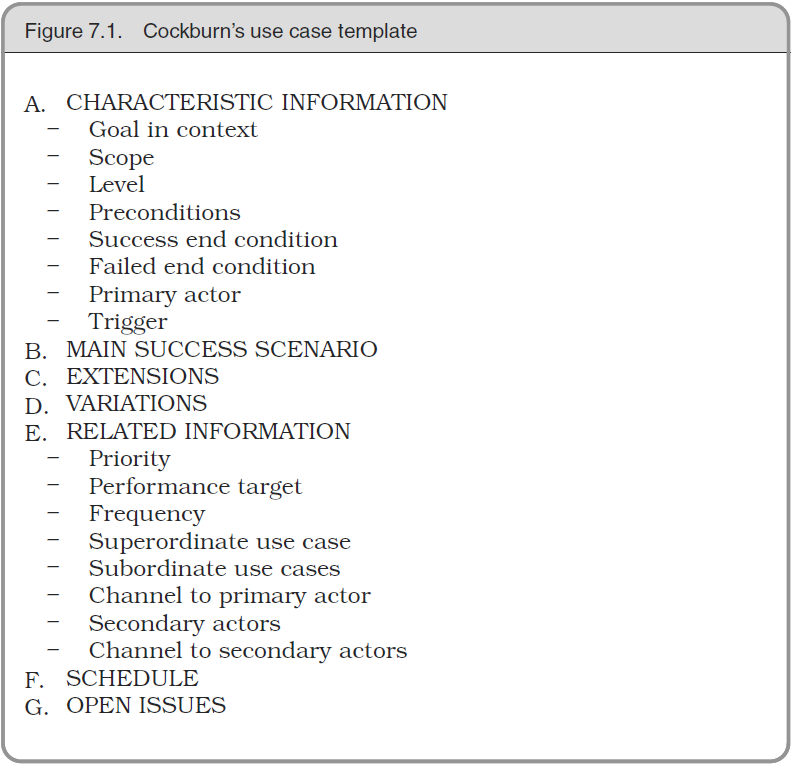 Figure 7.1. Cockburn's use case template
A. CHARACTERISTIC INFORMATION
– Goal in context
– Scope
– Level
– Preconditions
– Success end condition
– Failed end condition
– Primary actor
– Trigger
B. MAIN SUCCESS SCENARIO
C. EXTENSIONS
D. VARIATIONS
E. RELATED INFORMATION
– Priority
– Performance target
– Frequency
– Superordinate use case
– Subordinate use cases
– Channel to primary actor
– Secondary actors
– Channel to secondary actors
F. SCHEDULE
G. OPEN ISSUES